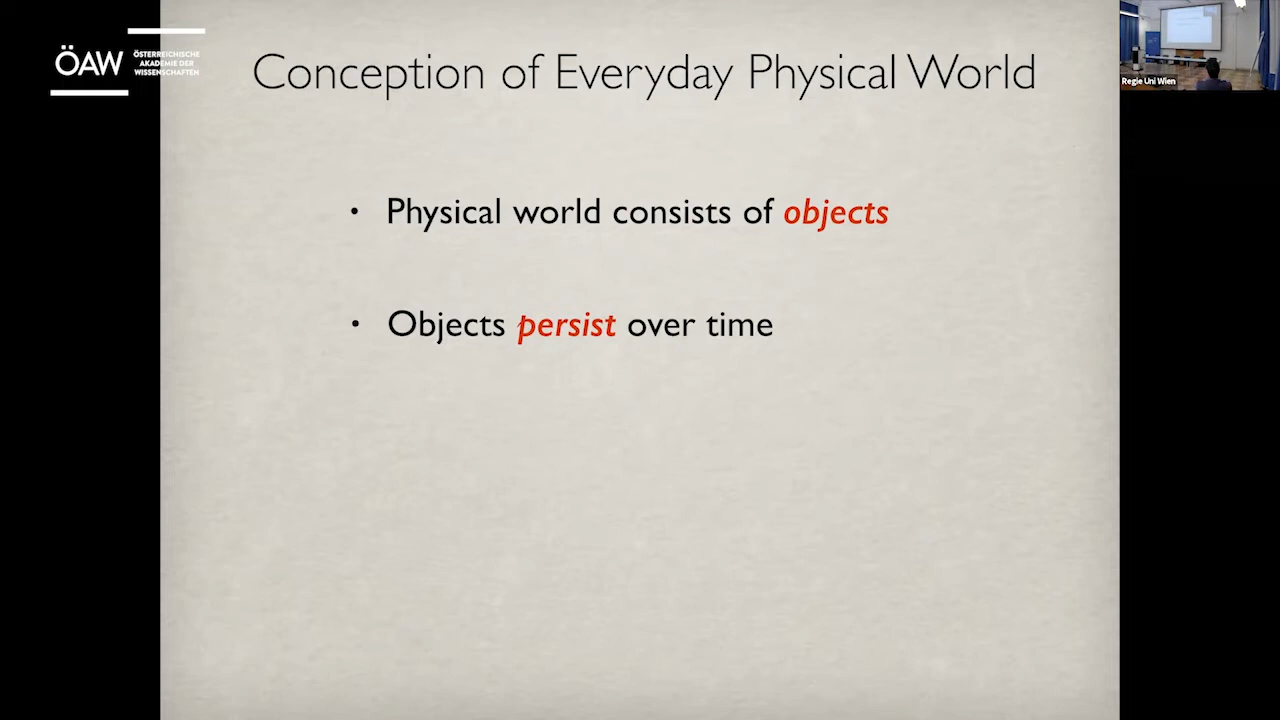 ÖAW
ÖSTERREICHISCHE
AKADEMIE DER
WISSENSCHAFTEN
Conception of Everyday Physical World
Regie Uni Wien
• Physical world consists of objects
• Objects persist over time